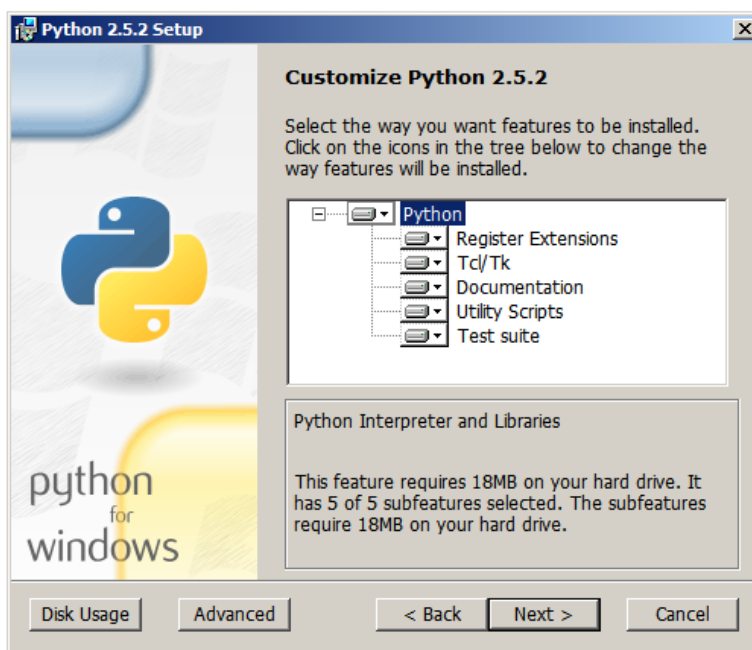 Python 2.5.2 Setup
Customize Python 2.5.2
Select the way you want features to be installed.
Click on the icons in the tree below to change the
way features will be installed.
Python
Register Extensions
Tcl/Tk
Documentation
Utility Scripts
Test suite
Python Interpreter and Libraries
This feature requires 18MB on your hard drive. It
has 5 of 5 subfeatures selected. The subfeatures
require 18MB on your hard drive.
python
for
windows
Disk Usage
Advanced
< Back
Next >
Cancel